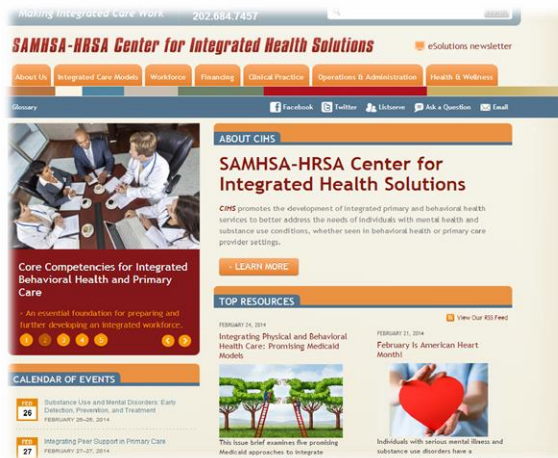 Making Integrated Care Work
202.684.7457
SAMHSA-HRSA Center for Integrated Health Solutions
eSolutions newsletter
About Us
Integrated Care Models
Workforce
Financing
Clinical Practice
Operations & Administration
Health & Wellness
Glossary
Facebook
Twitter
Listserve
Ask a Question
Email
Core Competencies for Integrated
Behavioral Health and Primary
Care
- An essential foundation for preparing and
further developing an integrated workforce.
1 2 3 4 5
CALENDAR OF EVENTS
FEB
26
Substance Use and Mental Disorders: Early
Detection, Prevention, and Treatment
FEBRUARY 26-26, 2014
FEB
27
Integrating Peer Support in Primary Care
FEBRUARY 27-27, 2014
ABOUT CIHS
SAMHSA-HRSA Center for
Integrated Health Solutions
CIHS promotes the development of integrated primary and behavioral health
services to better address the needs of individuals with mental health and
substance use conditions, whether seen in behavioral health or primary care
provider settings.
LEARN MORE
TOP RESOURCES
View Our RSS Feed
FEBRUARY 24, 2014
Integrating Physical and Behavioral
Health Care: Promising Medicaid
Models
This issue brief examines five promising
Medicaid approaches to integrate
FEBRUARY 21, 2014
February Is American Heart
Month!
Individuals with serious mental illness and
substance use disorders have a